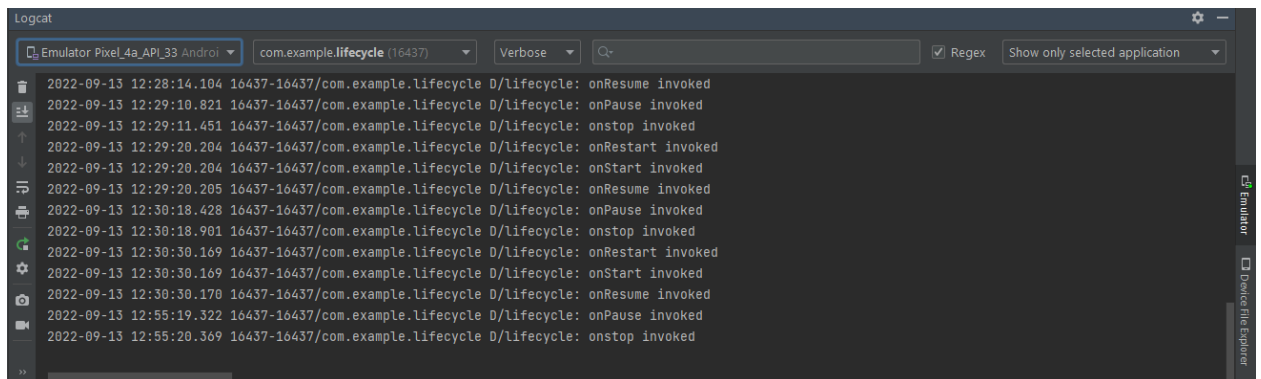 Logcat
Emulator Pixel_4a_API_33 Androi
com.example.lifecycle (16437)
Verbose
Regex
Show only selected application
2022-09-13 12:28:14.104 16437-16437/com.example.lifecycle D/lifecycle: onResume invoked
2022-09-13 12:29:10.821 16437-16437/com.example.lifecycle D/lifecycle: onPause invoked
2022-09-13 12:29:11.451 16437-16437/com.example.lifecycle D/lifecycle: onstop invoked
2022-09-13 12:29:20.204 16437-16437/com.example.lifecycle D/lifecycle: onRestart invoked
2022-09-13 12:29:20.204 16437-16437/com.example.lifecycle D/lifecycle: onStart invoked
2022-09-13 12:29:20.205 16437-16437/com.example.lifecycle D/lifecycle: onResume invoked
2022-09-13 12:30:18.428 16437-16437/com.example.lifecycle D/lifecycle: onPause invoked
2022-09-13 12:30:18.901 16437-16437/com.example.lifecycle D/lifecycle: onstop invoked
2022-09-13 12:30:30.169 16437-16437/com.example.lifecycle D/lifecycle: onRestart invoked
2022-09-13 12:30:30.169 16437-16437/com.example.lifecycle D/lifecycle: onStart invoked
2022-09-13 12:30:30.170 16437-16437/com.example.lifecycle D/lifecycle: onResume invoked
2022-09-13 12:55:19.322 16437-16437/com.example.lifecycle D/lifecycle: onPause invoked
2022-09-13 12:55:20.369 16437-16437/com.example.lifecycle D/lifecycle: onstop invoked
Emulator
Device File Explorer